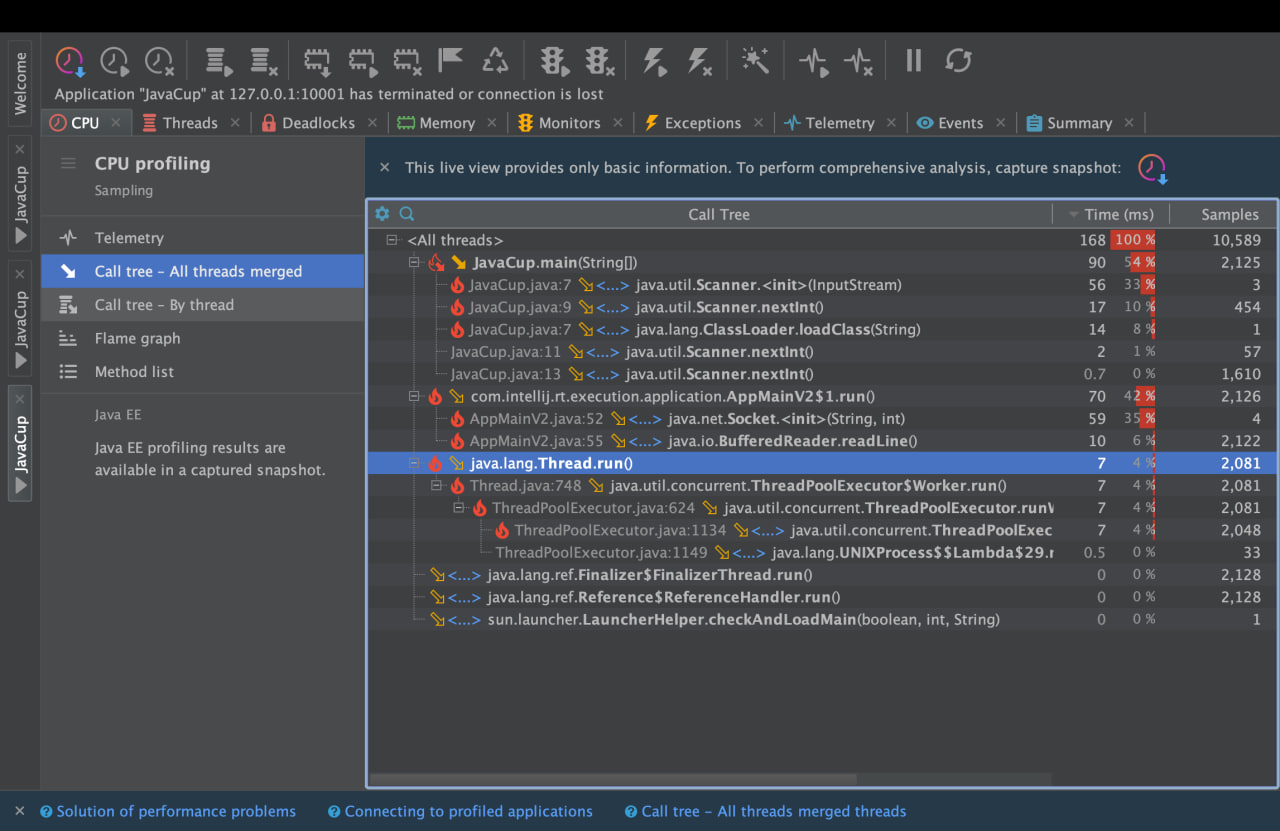 Welcome
JavaCup
JavaCup
JavaCup
Application "JavaCup" at 127.0.0.1:10001 has terminated or connection is lost
CPU Threads Deadlocks Memory Monitors Exceptions Telemetry Events Summary
CPU profiling
Sampling
Telemetry
Call tree – All threads merged
Call tree – By thread
Flame graph
Method list
Java EE
Java EE profiling results are
available in a captured snapshot.
This live view provides only basic information. To perform comprehensive analysis, capture snapshot:
Call Tree Time (ms) Samples
<All threads> 168 100 % 10,589
JavaCup.main(String[]) 90 54 % 2,125
JavaCup.java:7 <...> java.util.Scanner.<init>(InputStream) 56 33 % 3
JavaCup.java:9 <...> java.util.Scanner.nextInt() 17 10 % 454
JavaCup.java:7 <...> java.lang.ClassLoader.loadClass(String) 14 8 % 1
JavaCup.java:11 <...> java.util.Scanner.nextInt() 2 1 % 57
JavaCup.java:13 <...> java.util.Scanner.nextInt() 0.7 0 % 1,610
com.intellij.rt.execution.application.AppMainV2$1.run() 70 42 % 2,126
AppMainV2.java:52 <...> java.net.Socket.<init>(String, int) 59 35 % 4
AppMainV2.java:55 <...> java.io.BufferedReader.readLine() 10 6 % 2,122
java.lang.Thread.run() 7 4 % 2,081
Thread.java:748 java.util.concurrent.ThreadPoolExecutor$Worker.run() 7 4 % 2,081
ThreadPoolExecutor.java:624 java.util.concurrent.ThreadPoolExecutor.runW 7 4 % 2,081
ThreadPoolExecutor.java:1134 <...> java.util.concurrent.ThreadPoolExec 7 4 % 2,048
ThreadPoolExecutor.java:1149 <...> java.lang.UNIXProcess$$Lambda$29.r 0.5 0 % 33
<...> java.lang.ref.Finalizer$FinalizerThread.run() 0 0 % 2,128
<...> java.lang.ref.Reference$ReferenceHandler.run() 0 0 % 2,128
<...> sun.launcher.LauncherHelper.checkAndLoadMain(boolean, int, String) 0 0 % 1
Solution of performance problems Connecting to profiled applications Call tree – All threads merged threads